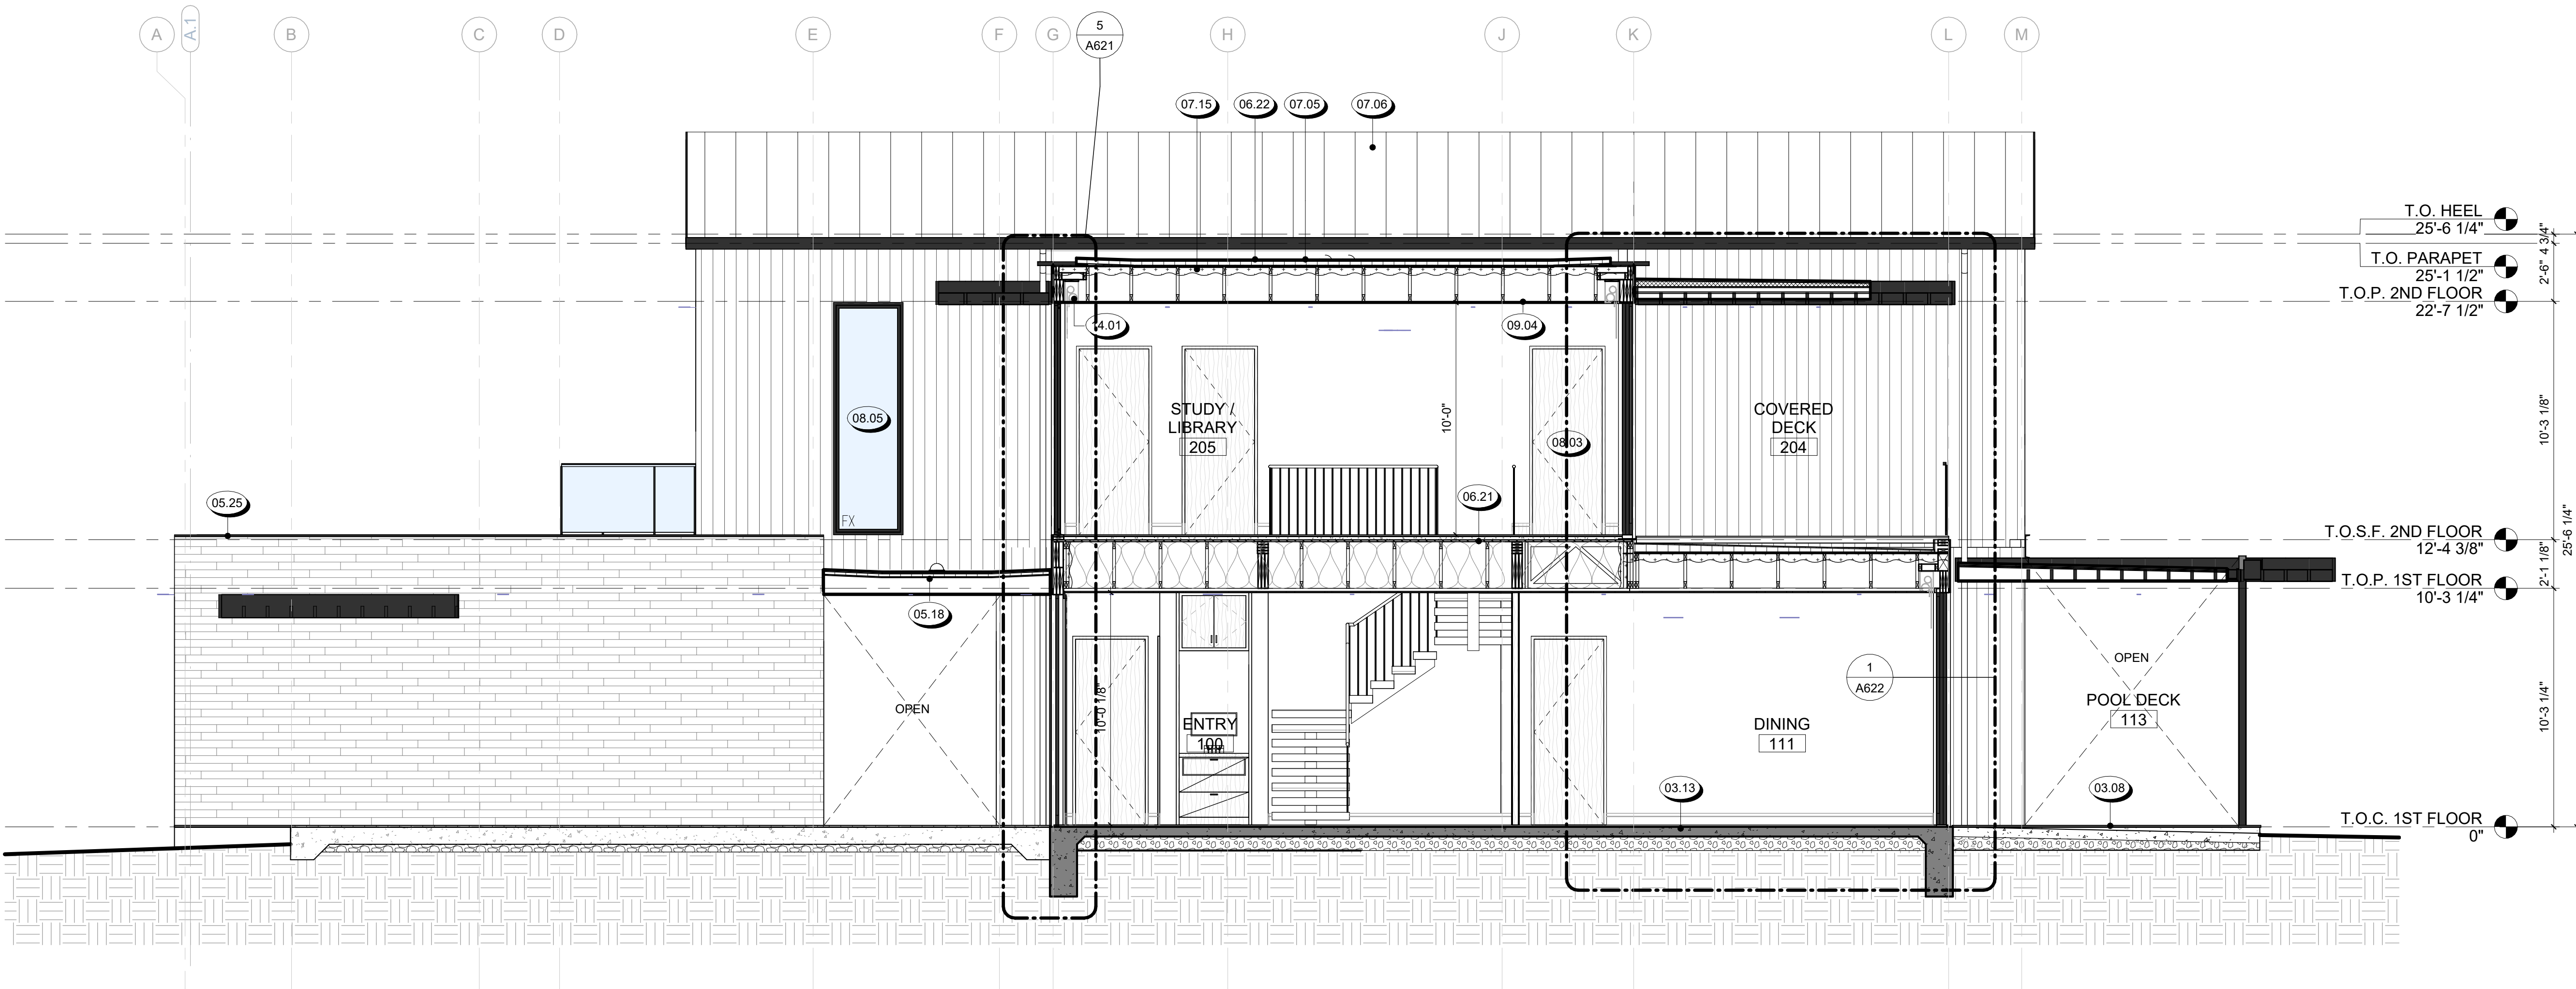 A
A.1
B
C
D
E
F
G
H
J
K
L
M
5
A621
07.15
06.22
07.05
07.06
T.O. HEEL
25'-6 1/4"
T.O. PARAPET
25'-1 1/2"
T.O.P. 2ND FLOOR
22'-7 1/2"
4 3/4"
2'-6"
14.01
09.04
08.05
STUDY /
LIBRARY
205
10'-0"
08.03
COVERED
DECK
204
10'-3 1/8"
05.25
FX
06.21
T.O.S.F. 2ND FLOOR
12'-4 3/8"
25'-6 1/4"
2'-1 1/8"
T.O.P. 1ST FLOOR
10'-3 1/4"
05.18
OPEN
10'-0 1/8"
ENTRY
100
DINING
111
1
A622
OPEN
POOL DECK
113
10'-3 1/4"
03.13
03.08
T.O.C. 1ST FLOOR
0"